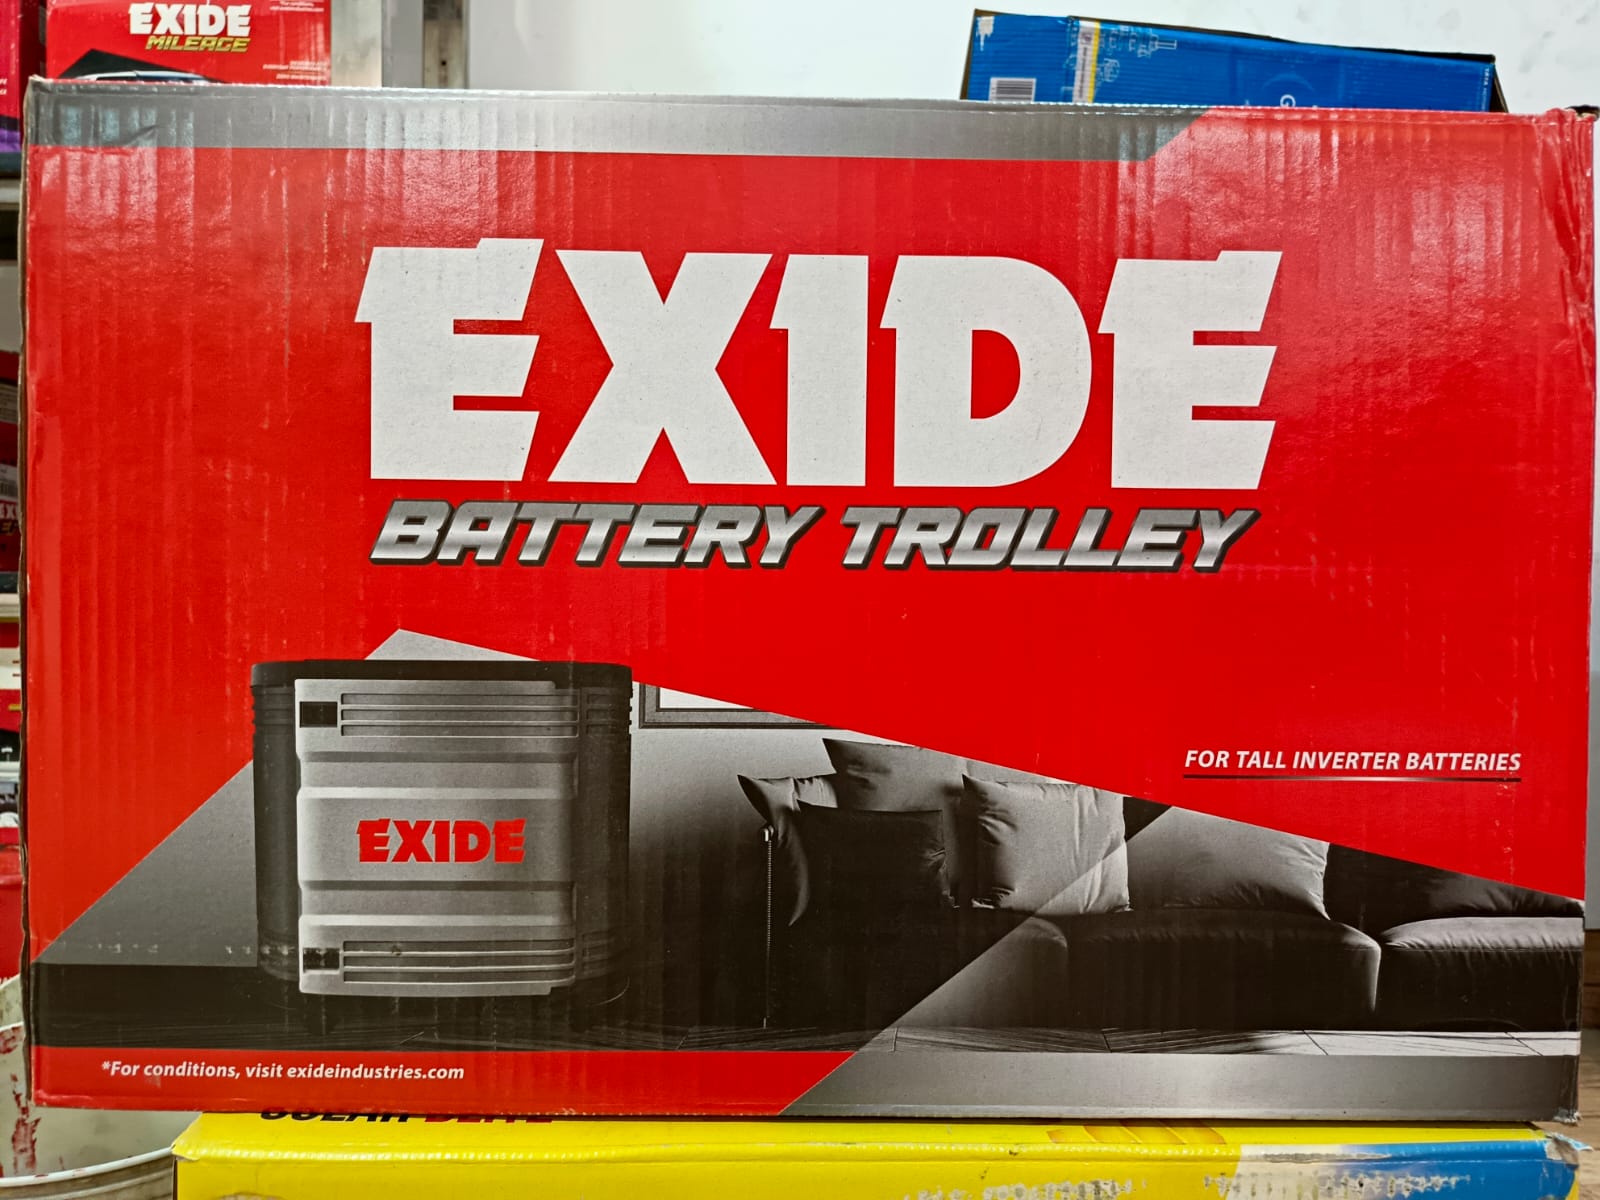 EXIDE
MILEAGE
EXIDE
BATTERY TROLLEY
FOR TALL INVERTER BATTERIES
EXIDE
*For conditions, visit exideindustries.com